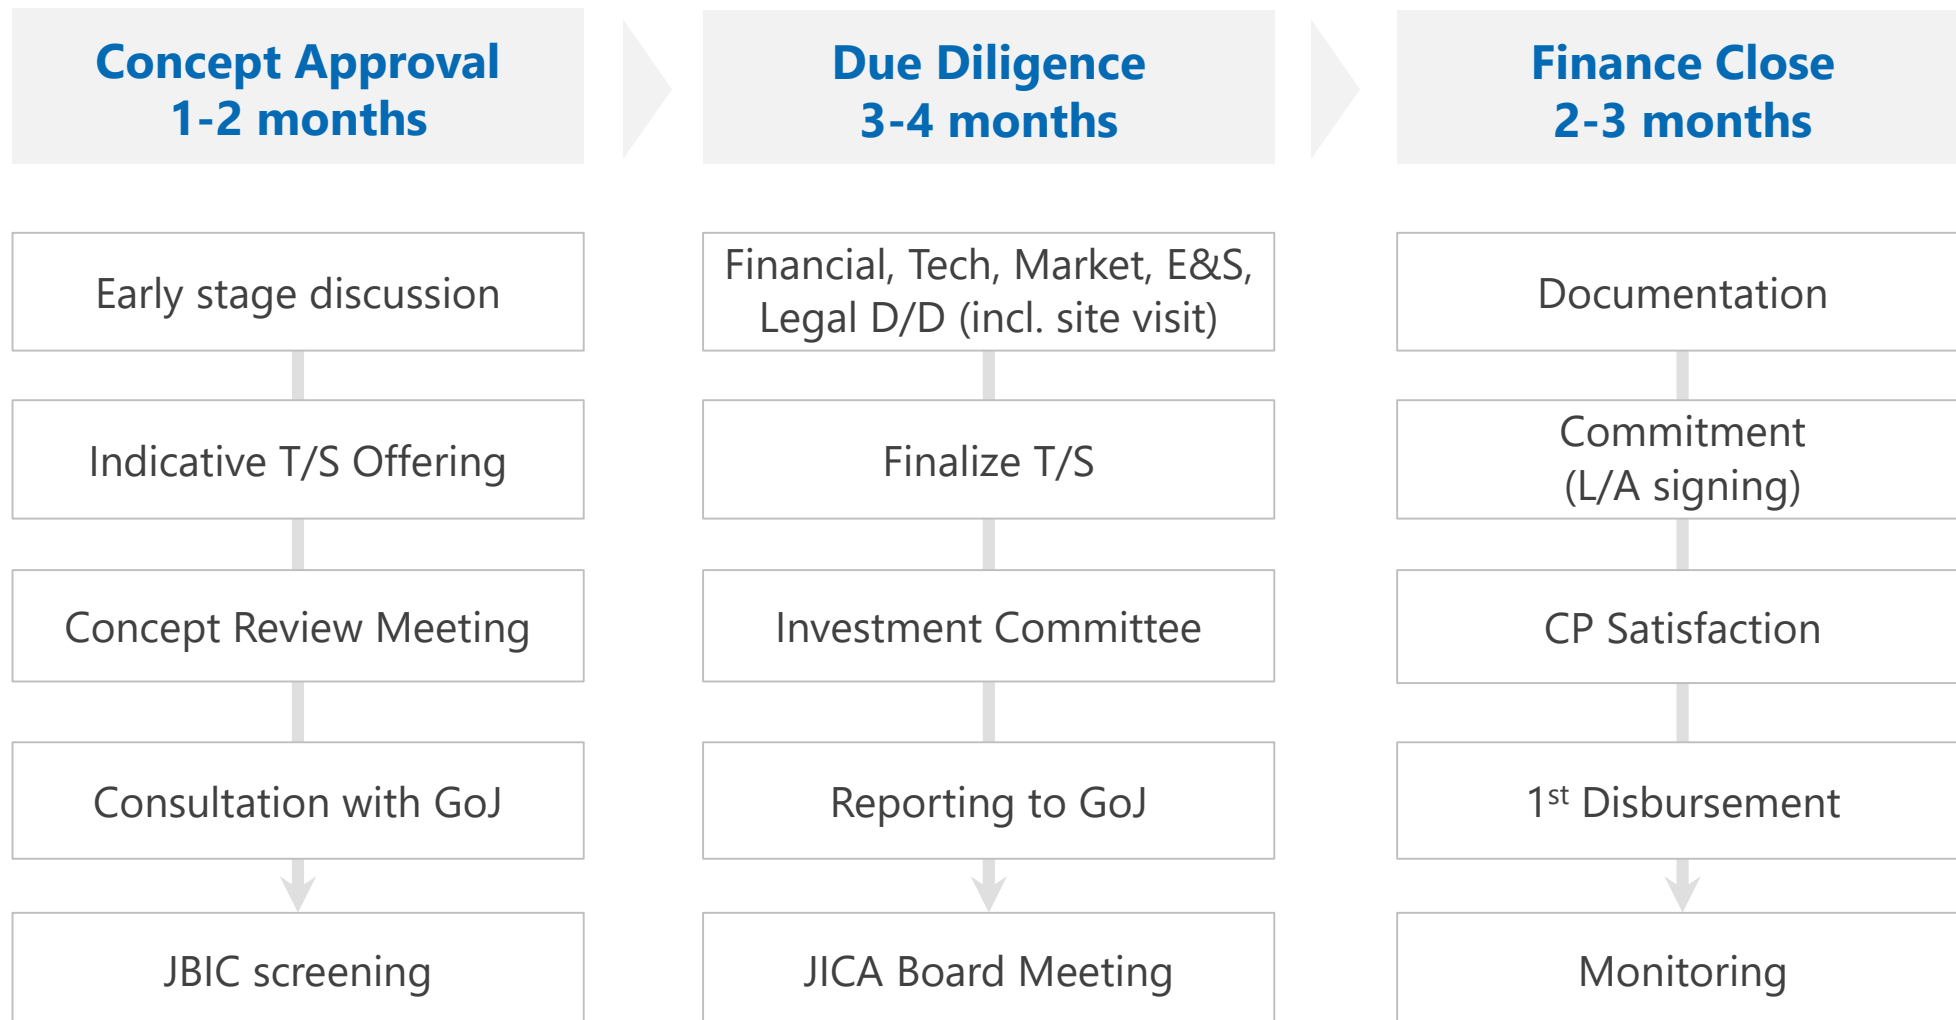 Concept Approval
1-2 months
Due Diligence
3-4 months
Finance Close
2-3 months
Early stage discussion
Indicative T/S Offering
Concept Review Meeting
Consultation with GoJ
JBIC screening
Financial, Tech, Market, E&S,
Legal D/D (incl. site visit)
Finalize T/S
Investment Committee
Reporting to GoJ
JICA Board Meeting
Documentation
Commitment
(L/A signing)
CP Satisfaction
1st Disbursement
Monitoring